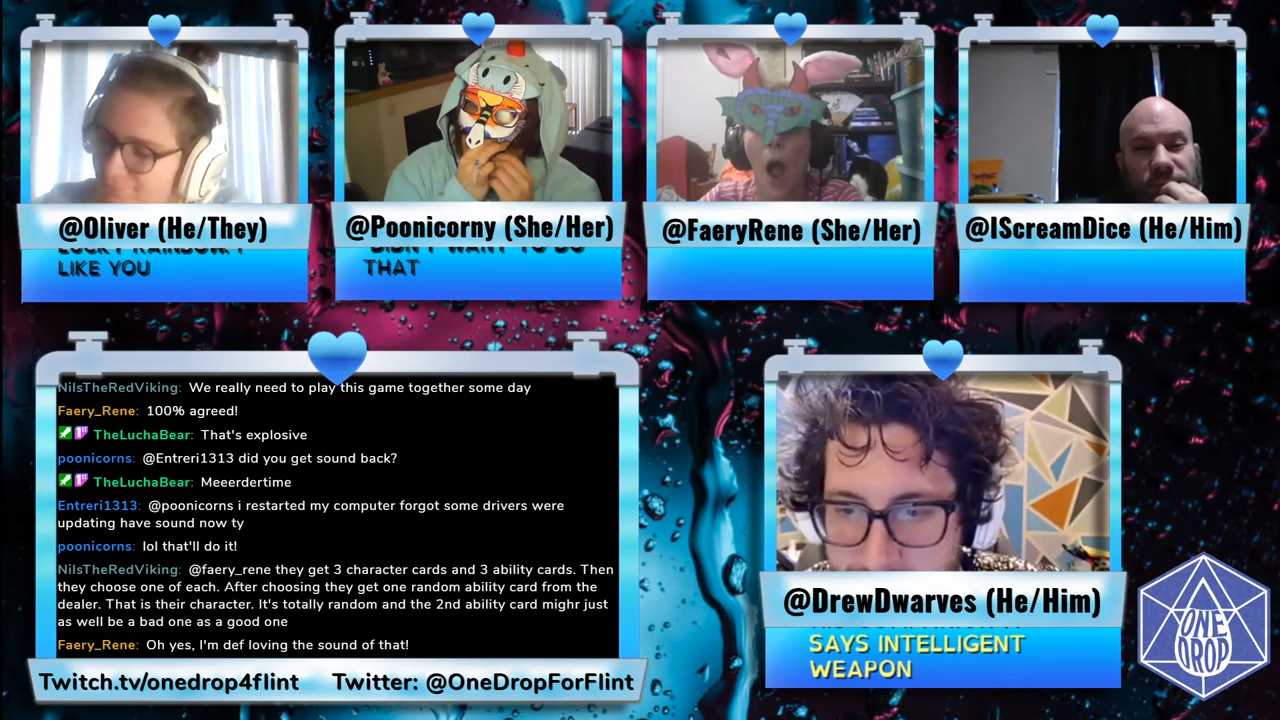 @Oliver (He/They)
@Poonicorny (She/Her)
@FaeryRene (She/Her)
@IScreamDice (He/Him)
LIKE YOU
DIDN'T WANT TO DO
THAT
NilsTheRedViking: We really need to play this game together some day
Faery_Rene: 100% agreed!
TheLuchaBear: That's explosive
poonicorns: @Entreri1313 did you get sound back?
TheLuchaBear: Meeerdertime
Entreri1313: @poonicorns i restarted my computer forgot some drivers were
updating have sound now ty
poonicorns: lol that'll do it!
NilsTheRedViking: @faery_rene they get 3 character cards and 3 ability cards. Then
they choose one of each. After choosing they get one random ability card from the
dealer. That is their character. It's totally random and the 2nd ability card mighr just
as well be a bad one as a good one
Faery_Rene: Oh yes, I'm def loving the sound of that!
Twitch.tv/onedrop4flint Twitter: @OneDropForFlint
@DrewDwarves (He/Him)
SAYS INTELLIGENT
WEAPON
ONE
DROP